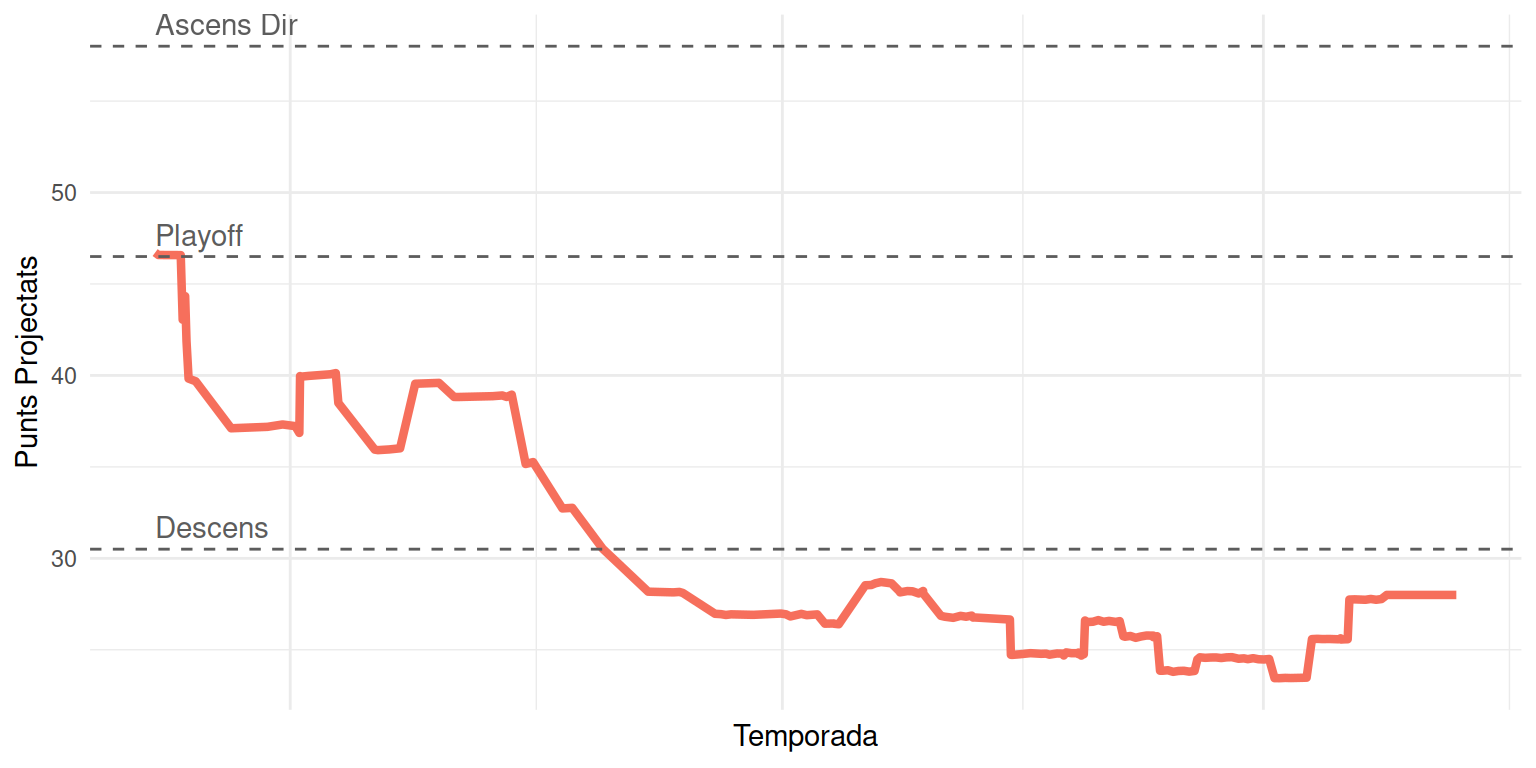 Ascens Dir
50
Playoff
40
Descens
30
Punts Projectats
Temporada